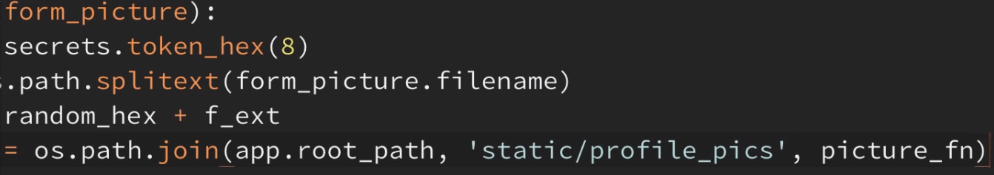 form_picture):
secrets.token_hex(8)
s.path.splitext(form_picture.filename)
random_hex + f_ext
= os.path.join(app.root_path, 'static/profile_pics', picture_fn)